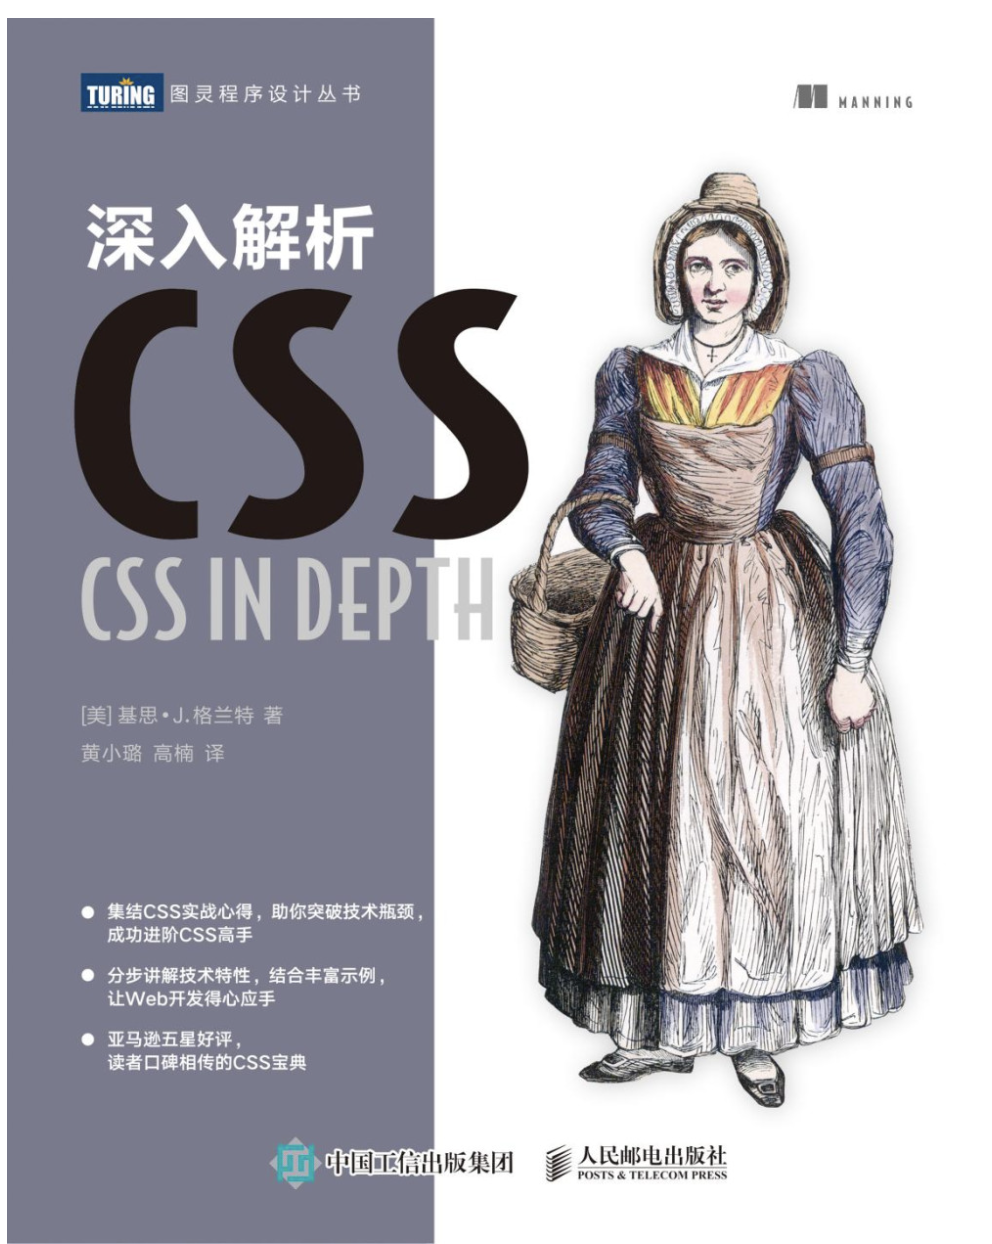 TURING 图灵程序设计丛书
MANNING
深入解析
CSS
CSS IN DEPTH
[美] 基思·J.格兰特 著
黄小璐 高楠 译
● 集结CSS实战心得，助你突破技术瓶颈，
成功进阶CSS高手
● 分步讲解技术特性，结合丰富示例，
让Web开发得心应手
● 亚马逊五星好评，
读者口碑相传的CSS宝典
中国工信出版集团
人民邮电出版社
POSTS & TELECOM PRESS